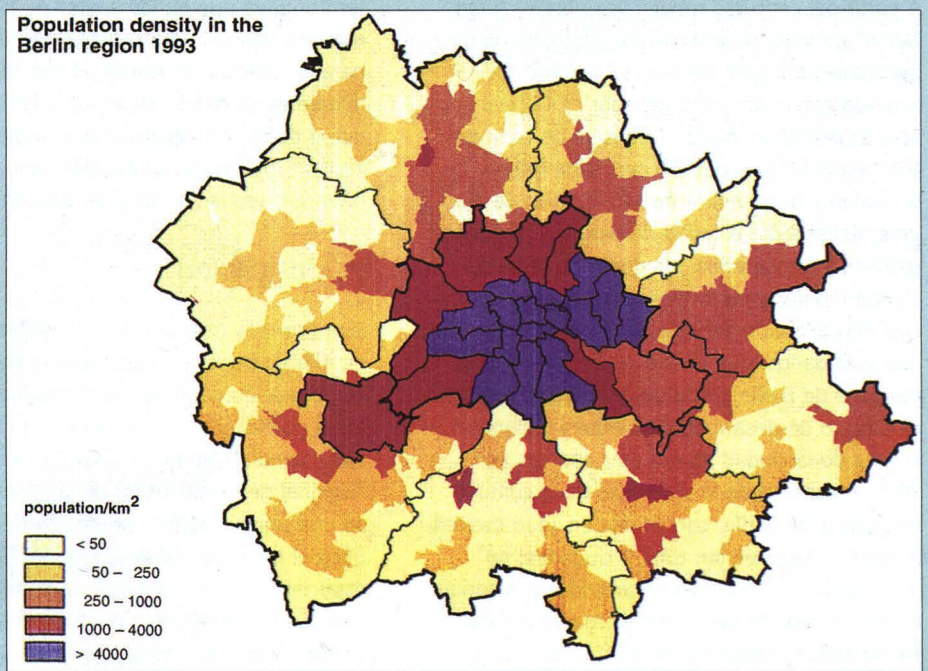 Population density in the
Berlin region 1993
population/km²
< 50
50 – 250
250 – 1000
1000 – 4000
> 4000